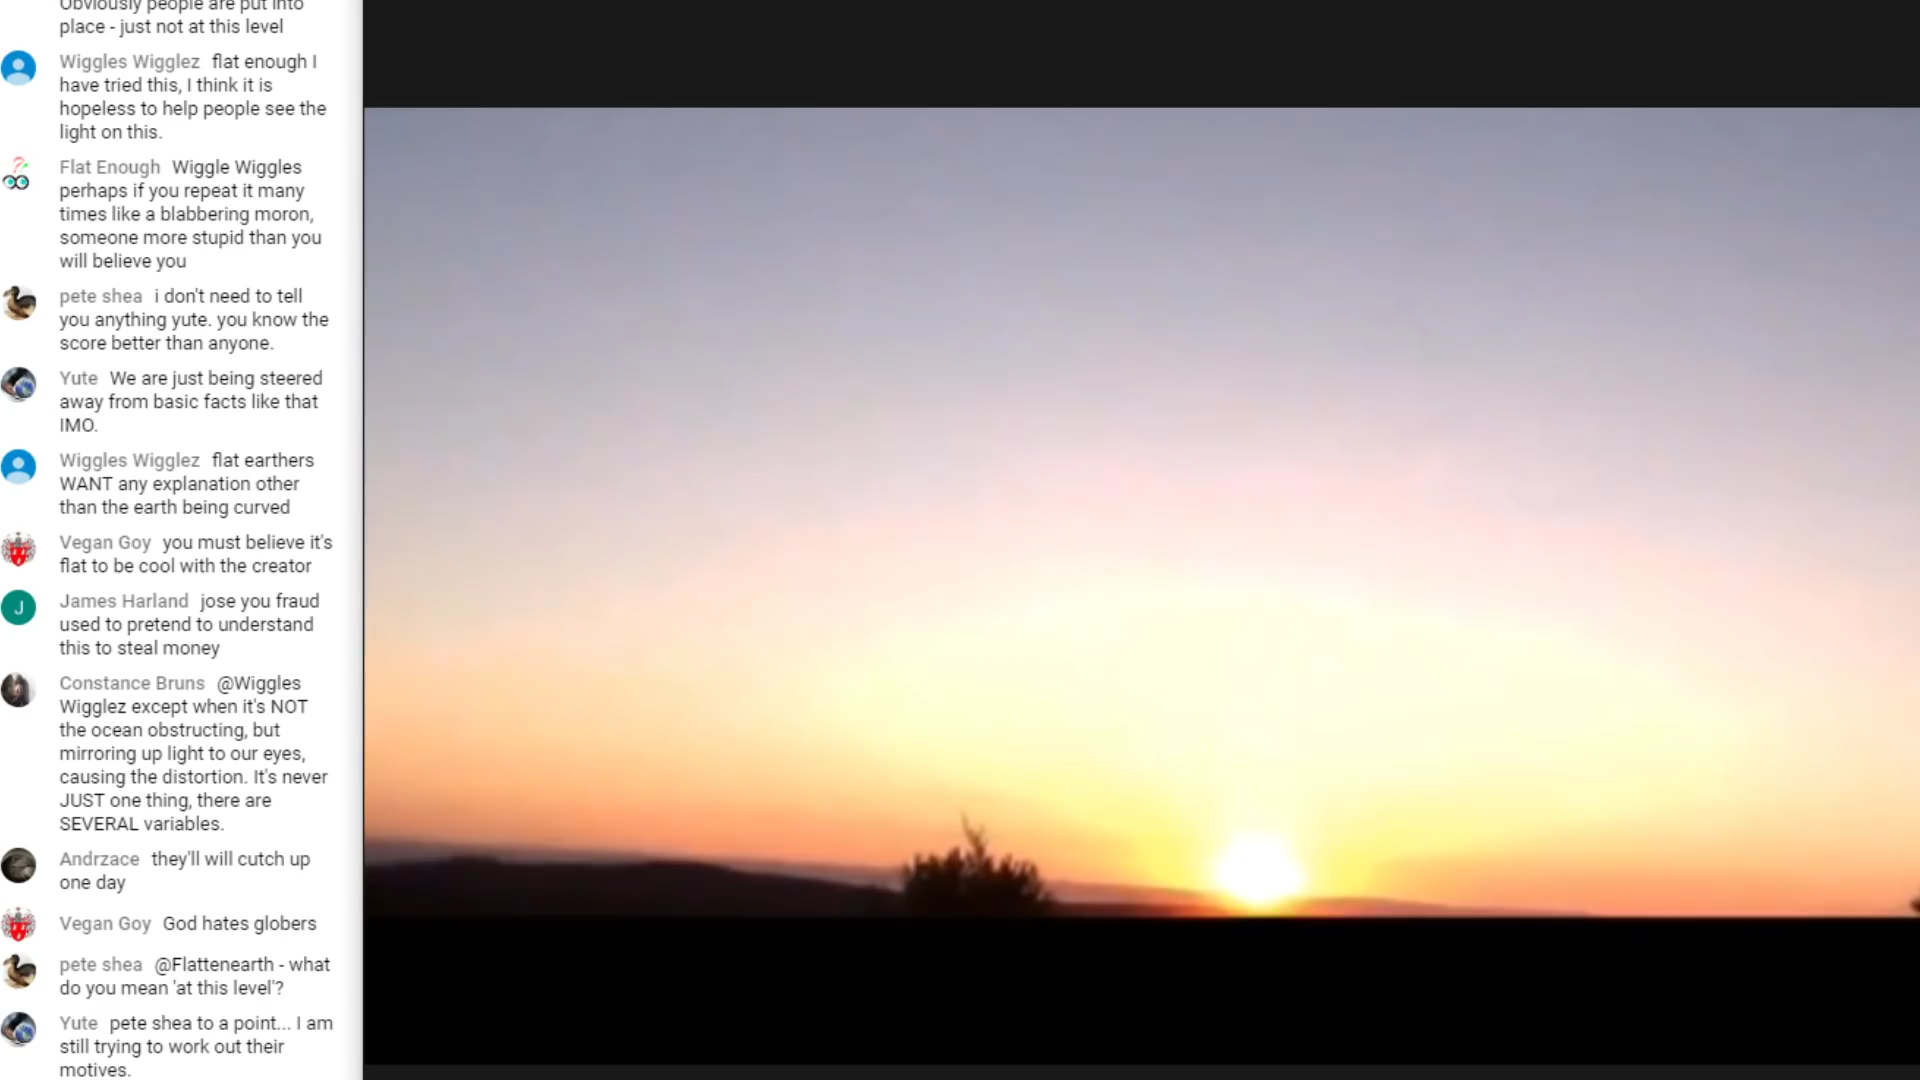 Obviously people are put into
place - just not at this level
Wiggles Wigglez flat enough I
have tried this, I think it is
hopeless to help people see the
light on this.
Flat Enough Wiggle Wiggles
perhaps if you repeat it many
times like a blabbering moron,
someone more stupid than you
will believe you
pete shea i don't need to tell
you anything yute. you know the
score better than anyone.
Yute We are just being steered
away from basic facts like that
IMO.
Wiggles Wigglez flat earthers
WANT any explanation other
than the earth being curved
Vegan Goy you must believe it's
flat to be cool with the creator
J
James Harland jose you fraud
used to pretend to understand
this to steal money
Constance Bruns @Wiggles
Wigglez except when it's NOT
the ocean obstructing, but
mirroring up light to our eyes,
causing the distortion. It's never
JUST one thing, there are
SEVERAL variables.
Andrzace they'll will cutch up
one day
Vegan Goy God hates globers
pete shea @Flattenearth - what
do you mean 'at this level'?
Yute pete shea to a point... I am
still trying to work out their
motives.